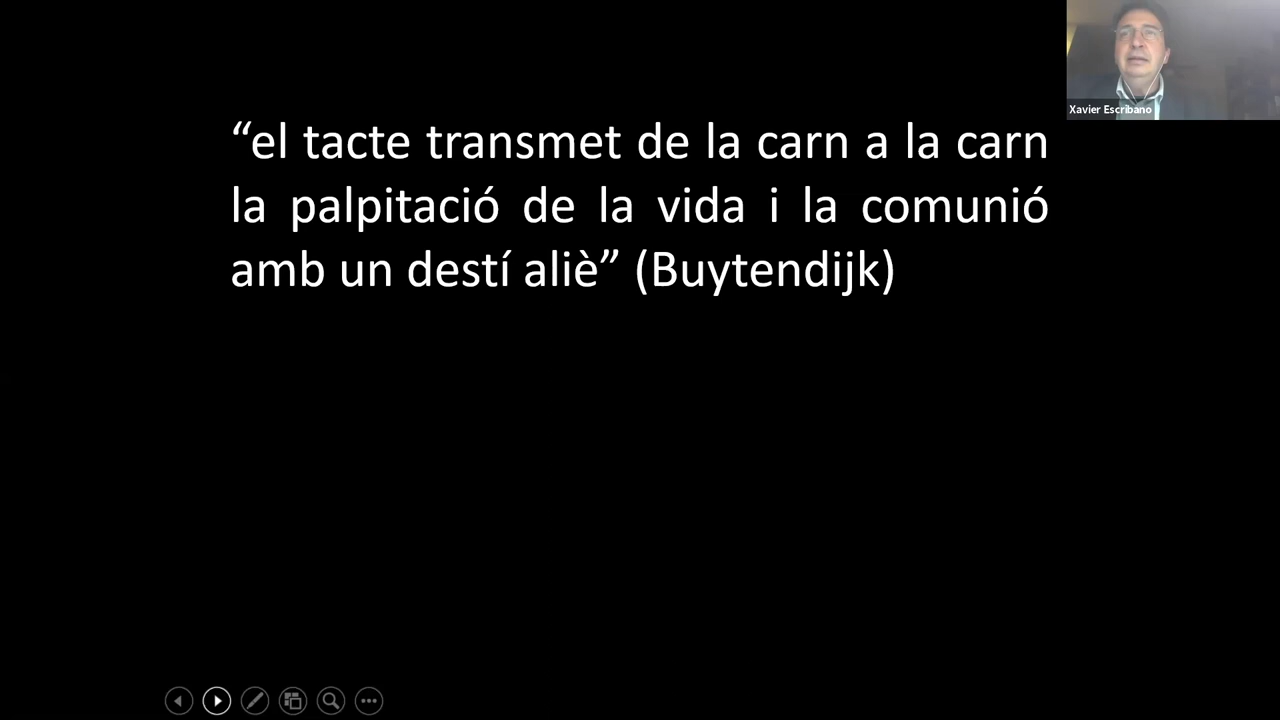 Xavier Escribano
“el tacte transmet de la carn a la carn
la palpitació de la vida i la comunió
amb un destí aliè” (Buytendijk)